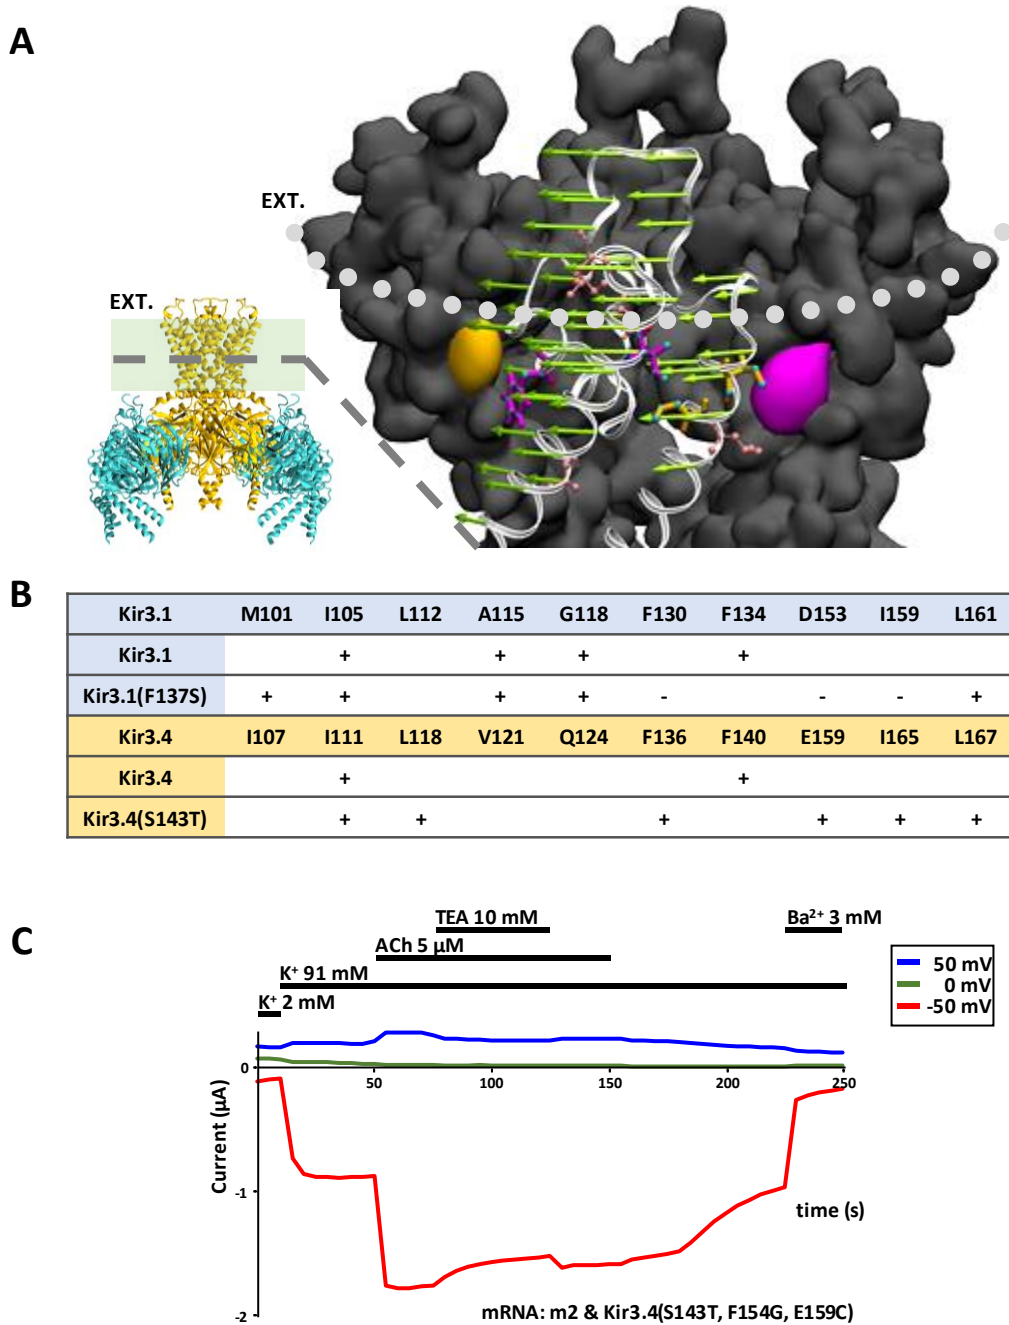 A
EXT.
EXT.
B
Kir3.1 M101 I105 L112 A115 G118 F130 F134 D153 I159 L161
Kir3.1 + + + +
Kir3.1(F137S) + + + + - - - +
Kir3.4 I107 I111 L118 V121 Q124 F136 F140 E159 I165 L167
Kir3.4 + +
Kir3.4(S143T) + + + + + +
C
TEA 10 mM
Ba²⁺ 3 mM
ACh 5 µM
K⁺ 91 mM
K⁺ 2 mM
50 mV
0 mV
-50 mV
0
50
100
150
200
250
Current (µA)
-1
time (s)
-2
mRNA: m2 & Kir3.4(S143T, F154G, E159C)